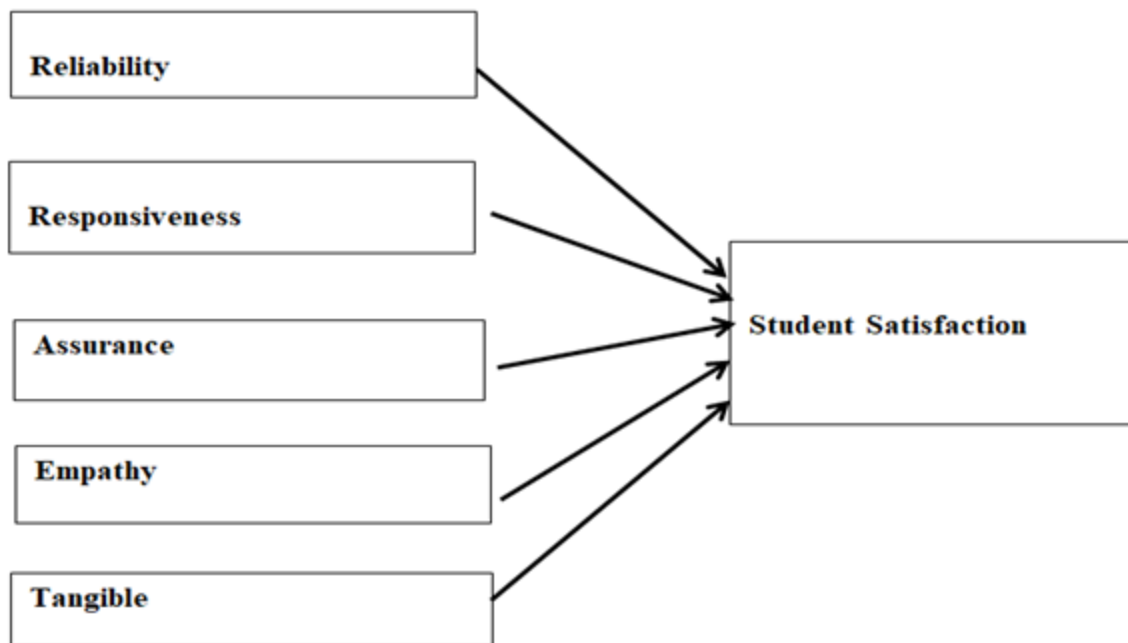 Reliability
Responsiveness
Assurance
Empathy
Tangible
Student Satisfaction